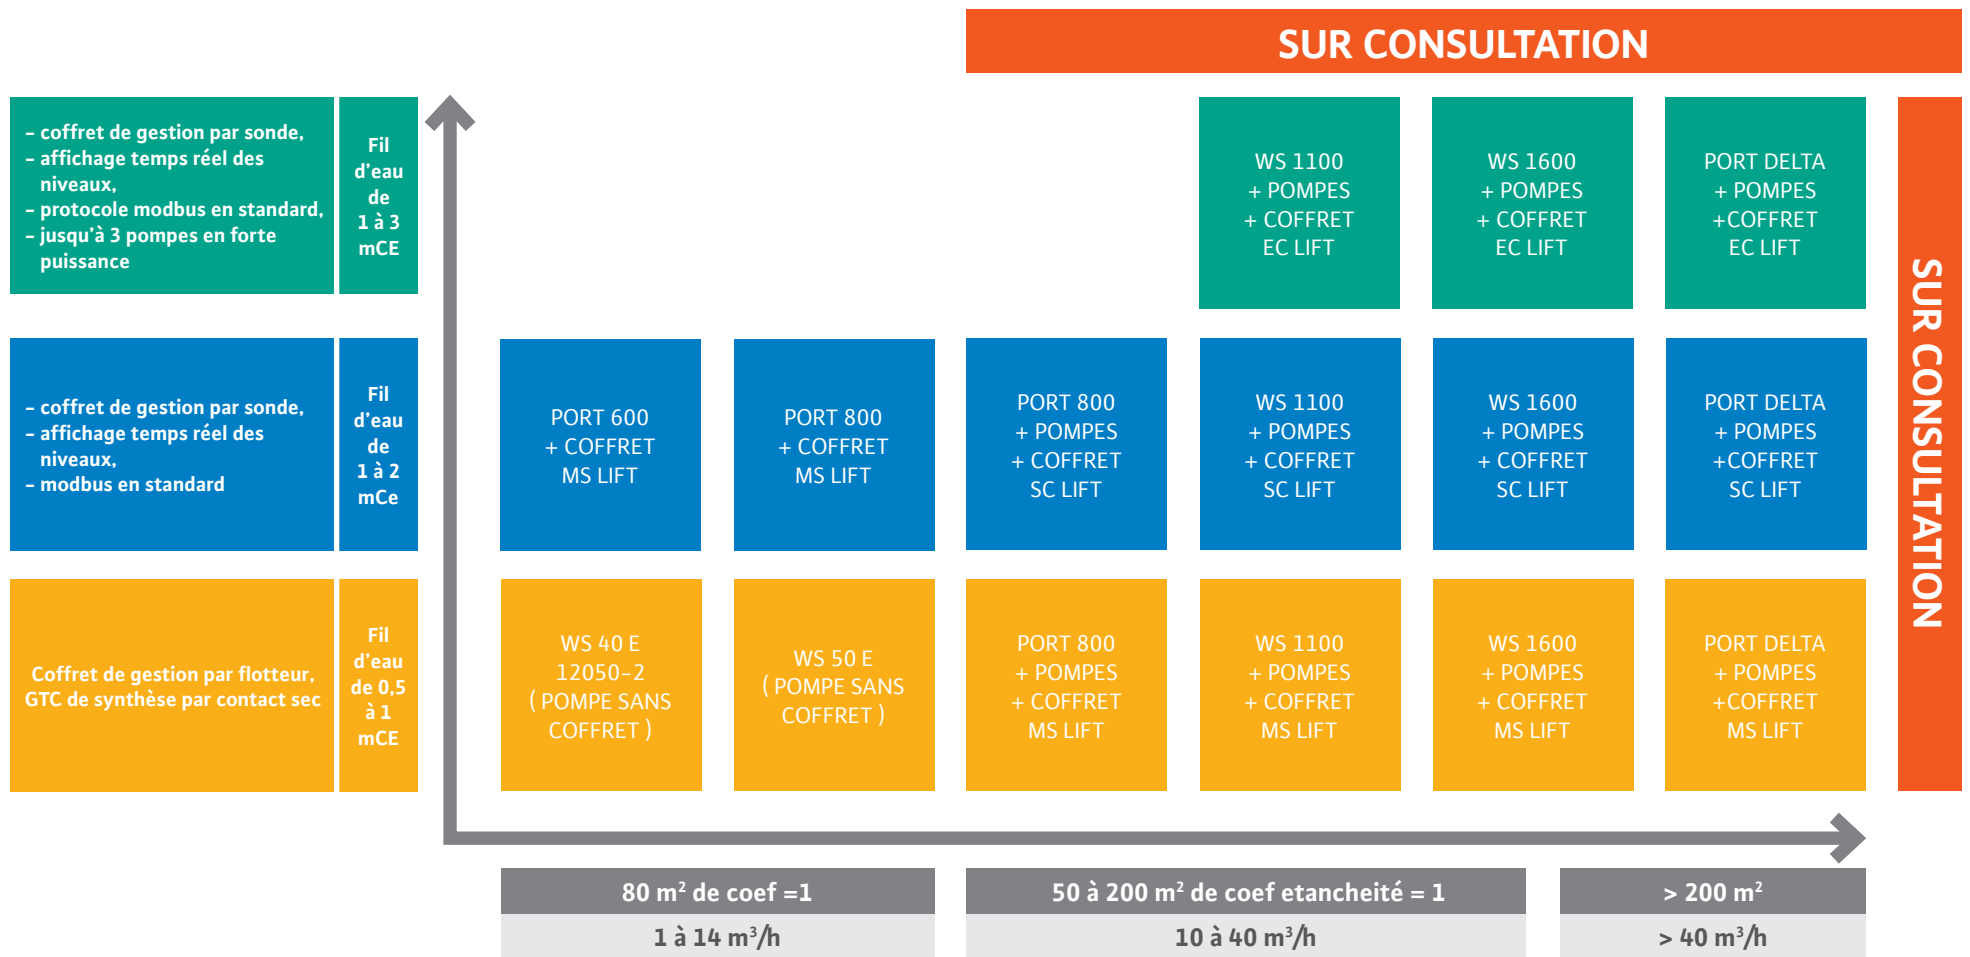 SUR CONSULTATION
– coffret de gestion par sonde,
– affichage temps réel des
niveaux,
– protocole modbus en standard,
– jusqu'à 3 pompes en forte
puissance
Fil
d'eau
de
1 à 3
mCE
WS 1100
+ POMPES
+ COFFRET
EC LIFT
WS 1600
+ POMPES
+ COFFRET
EC LIFT
PORT DELTA
+ POMPES
+COFFRET
EC LIFT
SUR CONSULTATION
– coffret de gestion par sonde,
– affichage temps réel des
niveaux,
– modbus en standard
Fil
d'eau
de
1 à 2
mCe
PORT 600
+ COFFRET
MS LIFT
PORT 800
+ COFFRET
MS LIFT
PORT 800
+ POMPES
+ COFFRET
SC LIFT
WS 1100
+ POMPES
+ COFFRET
SC LIFT
WS 1600
+ POMPES
+ COFFRET
SC LIFT
PORT DELTA
+ POMPES
+COFFRET
SC LIFT
Coffret de gestion par flotteur,
GTC de synthèse par contact sec
Fil
d'eau
de 0,5
à 1
mCE
WS 40 E
12050–2
( POMPE SANS
COFFRET )
WS 50 E
( POMPE SANS
COFFRET )
PORT 800
+ POMPES
+ COFFRET
MS LIFT
WS 1100
+ POMPES
+ COFFRET
MS LIFT
WS 1600
+ POMPES
+ COFFRET
MS LIFT
PORT DELTA
+ POMPES
+COFFRET
MS LIFT
80 m² de coef =1
50 à 200 m² de coef etancheité = 1
> 200 m²
1 à 14 m³/h
10 à 40 m³/h
> 40 m³/h